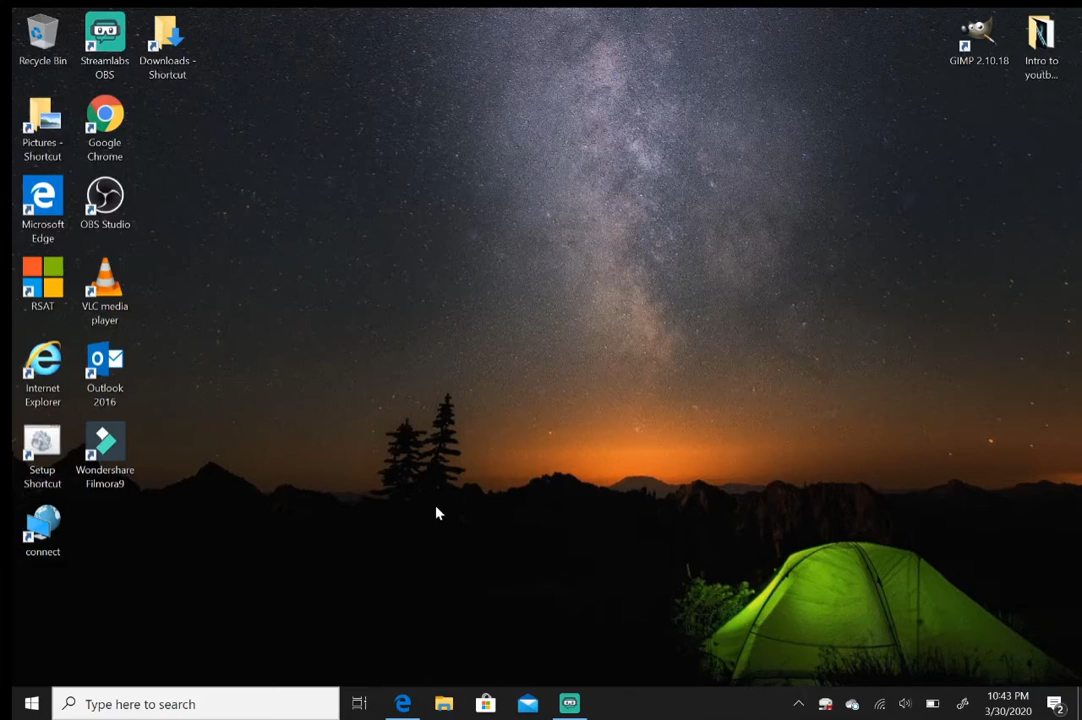 Recycle Bin
Streamlabs
OBS
Downloads -
Shortcut
GIMP 2.10.18
Intro to
youtb...
Pictures -
Shortcut
Google
Chrome
Microsoft
Edge
OBS Studio
RSAT
VLC media
player
Internet
Explorer
Outlook
2016
Setup
Shortcut
Wondershare
Filmora9
connect
Type here to search
10:43 PM
3/30/2020
2